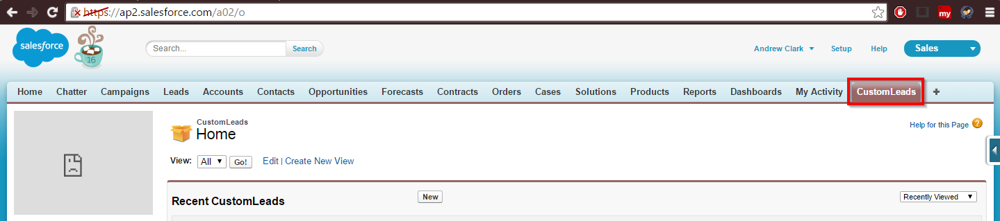 https://ap2.salesforce.com/a02/o
my
salesforce
16
Search... Search
Andrew Clark Setup Help Sales
Home Chatter Campaigns Leads Accounts Contacts Opportunities Forecasts Contracts Orders Cases Solutions Products Reports Dashboards My Activity CustomLeads +
CustomLeads
Home
Help for this Page ?
View: All Go! Edit | Create New View
Recent CustomLeads New Recently Viewed